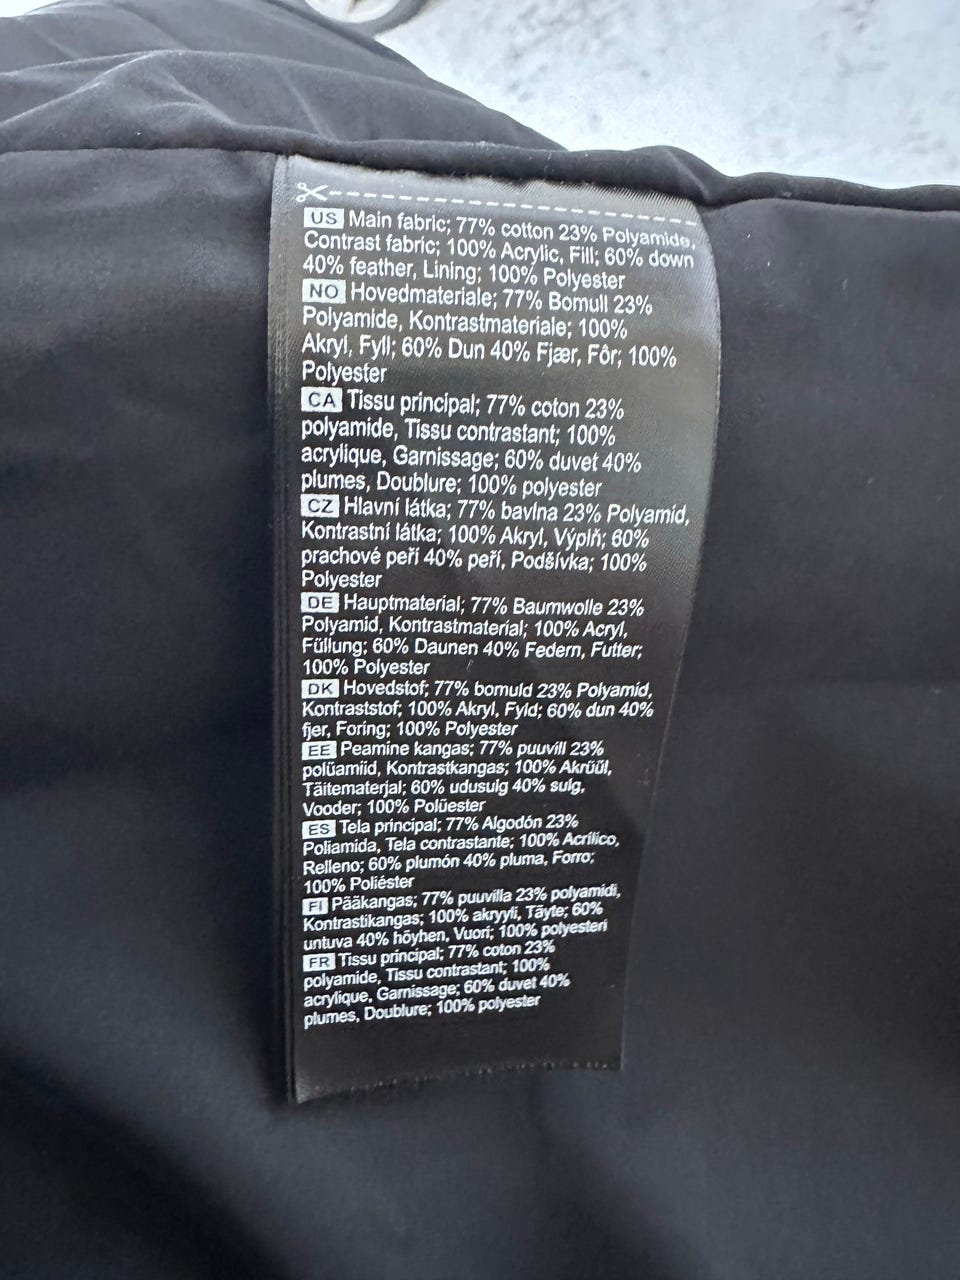 US Main fabric; 77% cotton 23% Polyamide,
Contrast fabric; 100% Acrylic, Fill; 60% down
40% feather, Lining; 100% Polyester
NO Hovedmateriale; 77% Bomull 23%
Polyamide, Kontrastmateriale; 100%
Akryl, Fyll; 60% Dun 40% Fjær, Fôr; 100%
Polyester
CA Tissu principal; 77% coton 23%
polyamide, Tissu contrastant; 100%
acrylique, Garnissage; 60% duvet 40%
plumes, Doublure; 100% polyester
CZ Hlavní látka; 77% bavlna 23% Polyamid,
Kontrastní látka; 100% Akryl, Výplň; 60%
prachové peří 40% peří, Podšívka; 100%
Polyester
DE Hauptmaterial; 77% Baumwolle 23%
Polyamid, Kontrastmaterial; 100% Acryl,
Füllung; 60% Daunen 40% Federn, Futter;
100% Polyester
DK Hovedstof; 77% bomuld 23% Polyamid,
Kontraststof; 100% Akryl, Fyld; 60% dun 40%
fjer, Foring; 100% Polyester
EE Peamine kangas; 77% puuvill 23%
polüamiid, Kontrastkangas; 100% Akrüül,
Täitematerjal; 60% udusulg 40% sulg,
Vooder; 100% Polüester
ES Tela principal; 77% Algodón 23%
Poliamida, Tela contrastante; 100% Acrílico,
Relleno; 60% plumón 40% pluma, Forro;
100% Poliéster
FI Pääkangas; 77% puuvilla 23% polyamidi,
Kontrastikangas; 100% akryyli, Täyte; 60%
untuva 40% höyhen, Vuori; 100% polyesteri
FR Tissu principal; 77% coton 23%
polyamide, Tissu contrastant; 100%
acrylique, Garnissage; 60% duvet 40%
plumes, Doublure; 100% polyester